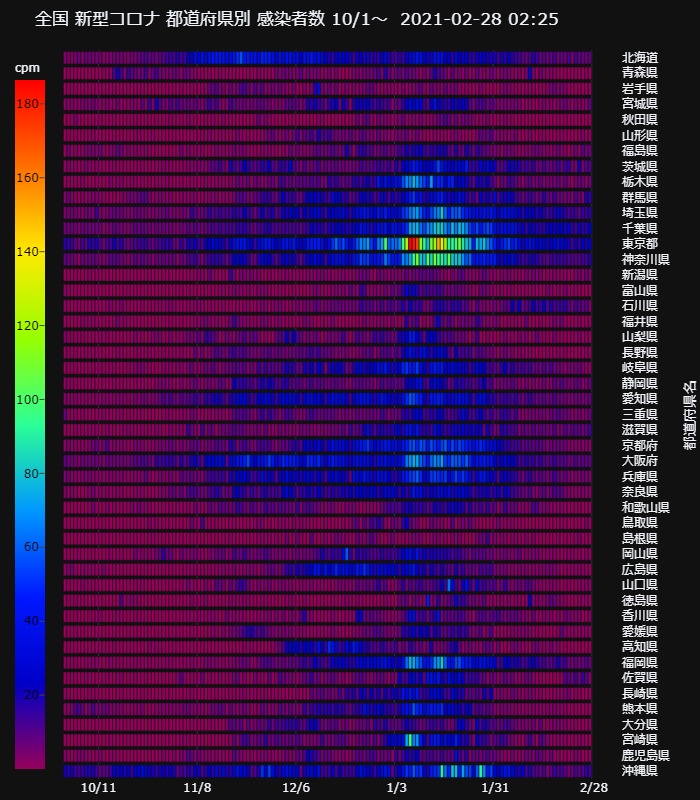 全国 新型コロナ 都道府県別 感染者数 10/1～ 2021-02-28 02:25
cpm
180
160
140
120
100
80
60
40
20
北海道
青森県
岩手県
宮城県
秋田県
山形県
福島県
茨城県
栃木県
群馬県
埼玉県
千葉県
東京都
神奈川県
新潟県
富山県
石川県
福井県
山梨県
長野県
岐阜県
静岡県
愛知県
三重県
滋賀県
京都府
大阪府
兵庫県
奈良県
和歌山県
鳥取県
島根県
岡山県
広島県
山口県
徳島県
香川県
愛媛県
高知県
福岡県
佐賀県
長崎県
熊本県
大分県
宮崎県
鹿児島県
沖縄県
都道府県名
10/11 11/8 12/6 1/3 1/31 2/28